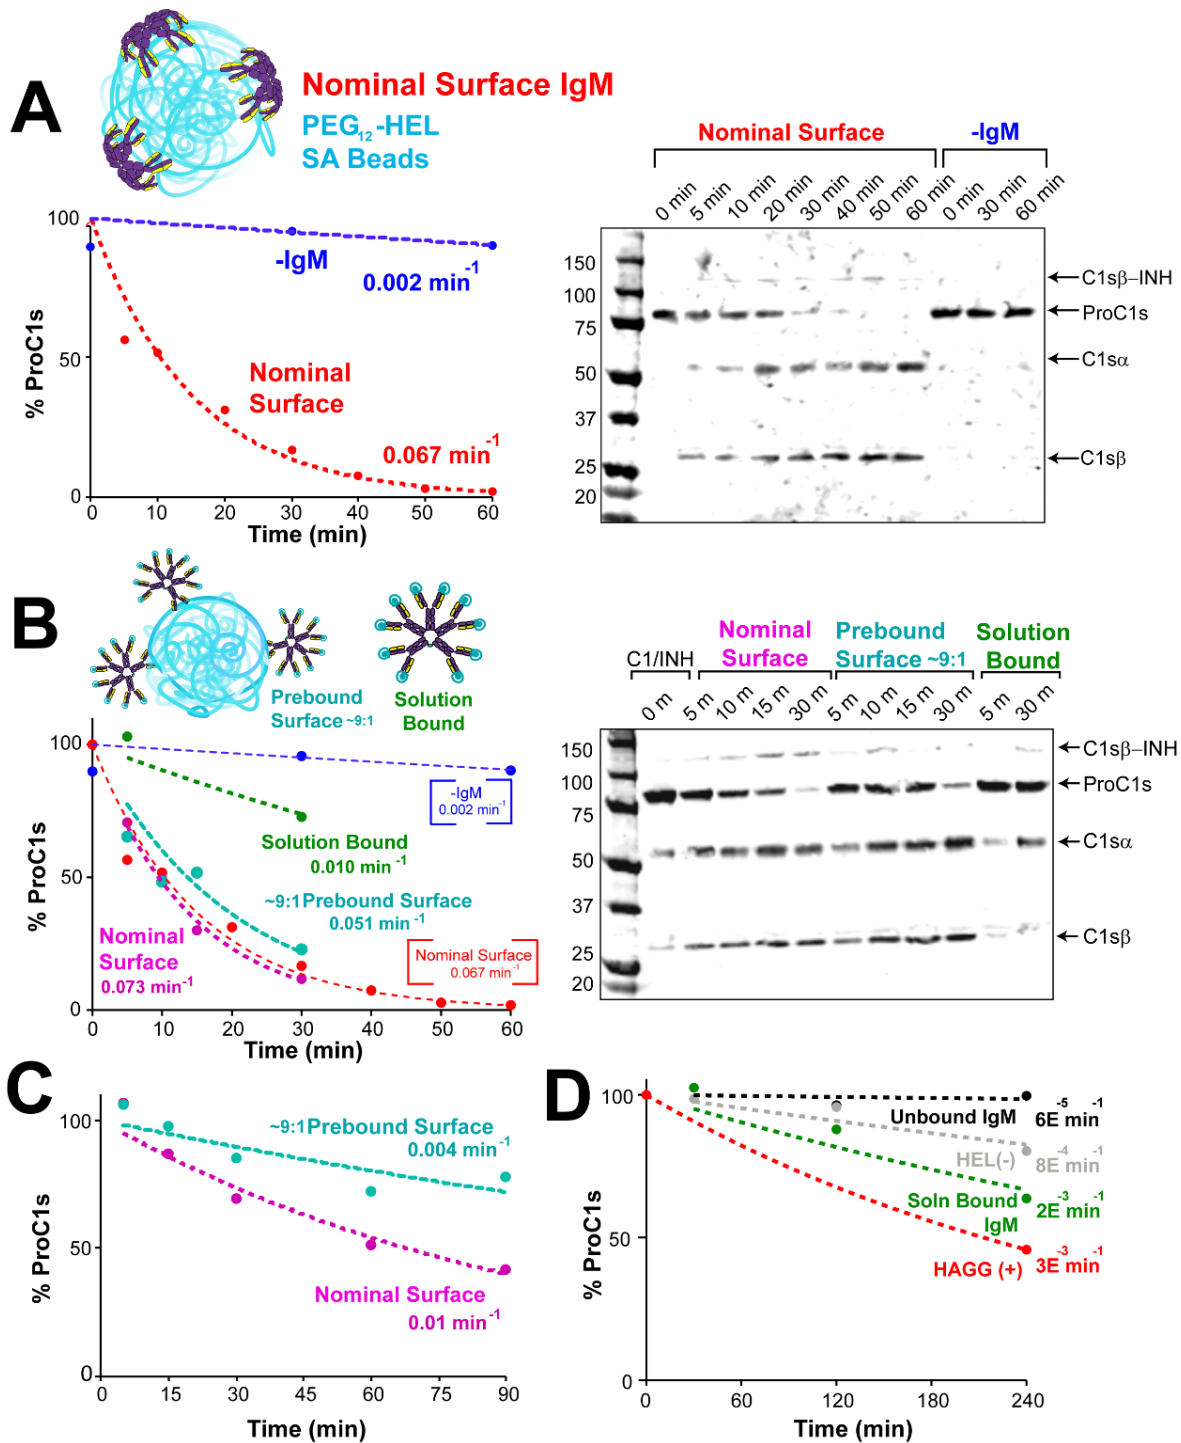 A
Nominal Surface IgM
PEG12-HEL
SA Beads
100
50
0
% ProC1s
-IgM
0.002 min-1
Nominal
Surface
0.067 min-1
0 10 20 30 40 50 60
Time (min)
Nominal Surface
-IgM
0 min 5 min 10 min 20 min 30 min 40 min 50 min 60 min 0 min 30 min 60 min
150
100
75
50
37
25
20
C1sβ–INH
ProC1s
C1sα
C1sβ
B
Prebound
Surface ~9:1
Solution
Bound
100
50
0
% ProC1s
-IgM
0.002 min-1
Solution Bound
0.010 min-1
~9:1 Prebound Surface
0.051 min-1
Nominal
Surface
0.073 min-1
Nominal Surface
0.067 min-1
0 10 20 30 40 50 60
Time (min)
C1/INH
Nominal
Surface
Prebound
Surface ~9:1
Solution
Bound
0 m 5 m 10 m 15 m 30 m 5 m 10 m 15 m 30 m 5 m 30 m
150
100
75
50
37
25
20
C1sβ–INH
ProC1s
C1sα
C1sβ
C
100
50
0
% ProC1s
~9:1 Prebound Surface
0.004 min-1
Nominal Surface
0.01 min-1
0 15 30 45 60 75 90
Time (min)
D
100
50
0
% ProC1s
Unbound IgM
6E-5 min-1
HEL(-)
8E-4 min-1
Soln Bound
IgM
2E-3 min-1
HAGG (+)
3E-3 min-1
0 60 120 180 240
Time (min)